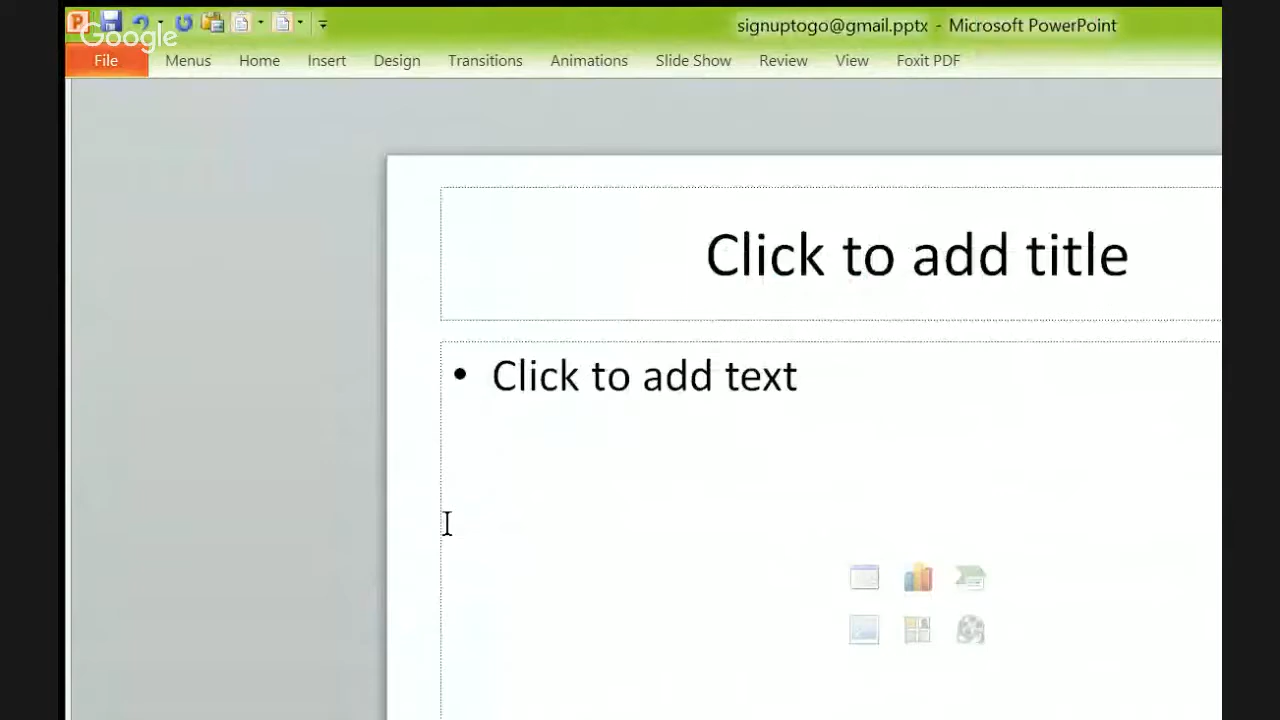 signuptogo@gmail.pptx - Microsoft PowerPoint
Google
File Menus Home Insert Design Transitions Animations Slide Show Review View Foxit PDF
Click to add title
• Click to add text